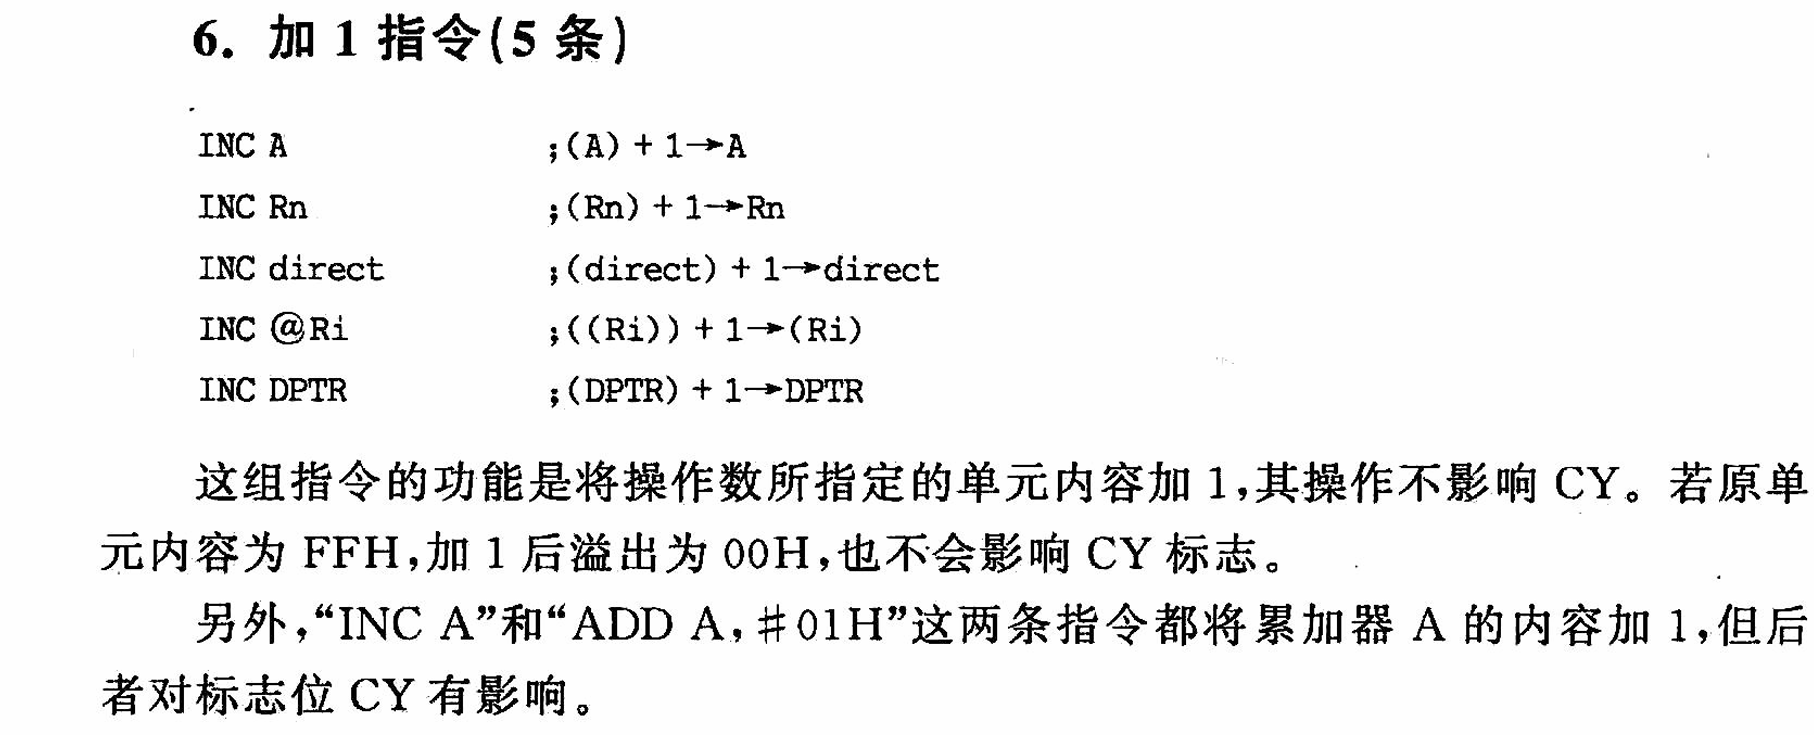 6. 加 1 指令(5 条)
INC A ;(A) + 1→A
INC Rn ;(Rn) + 1→Rn
INC direct ;(direct) + 1→direct
INC @Ri ;((Ri)) + 1→(Ri)
INC DPTR ;(DPTR) + 1→DPTR
这组指令的功能是将操作数所指定的单元内容加 1,其操作不影响 CY。若原单
元内容为 FFH,加 1 后溢出为 00H,也不会影响 CY 标志。
另外,“INC A”和“ADD A,#01H”这两条指令都将累加器 A 的内容加 1,但后
者对标志位 CY 有影响。